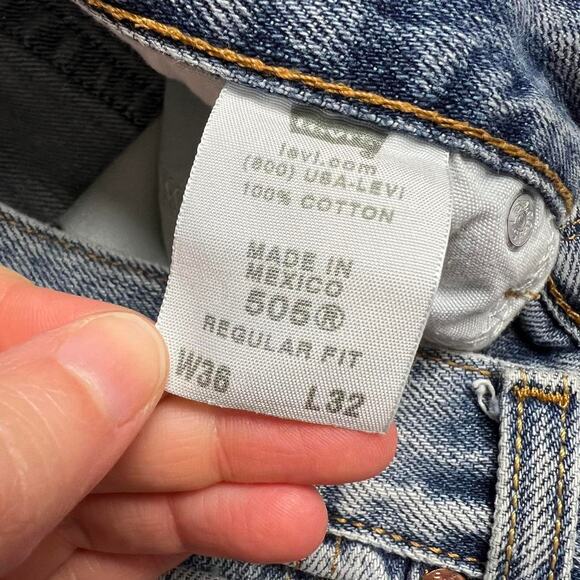 Levi's
levi.com
(800) USA-LEVI
100% COTTON
MADE IN
MEXICO
505®
REGULAR FIT
W36 L32